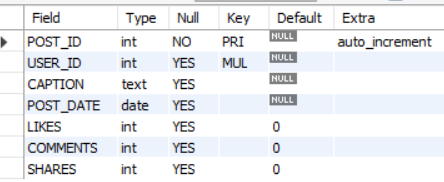 Field Type Null Key Default Extra
POST_ID int NO PRI NULL auto_increment
USER_ID int YES MUL NULL
CAPTION text YES NULL
POST_DATE date YES NULL
LIKES int YES 0
COMMENTS int YES 0
SHARES int YES 0